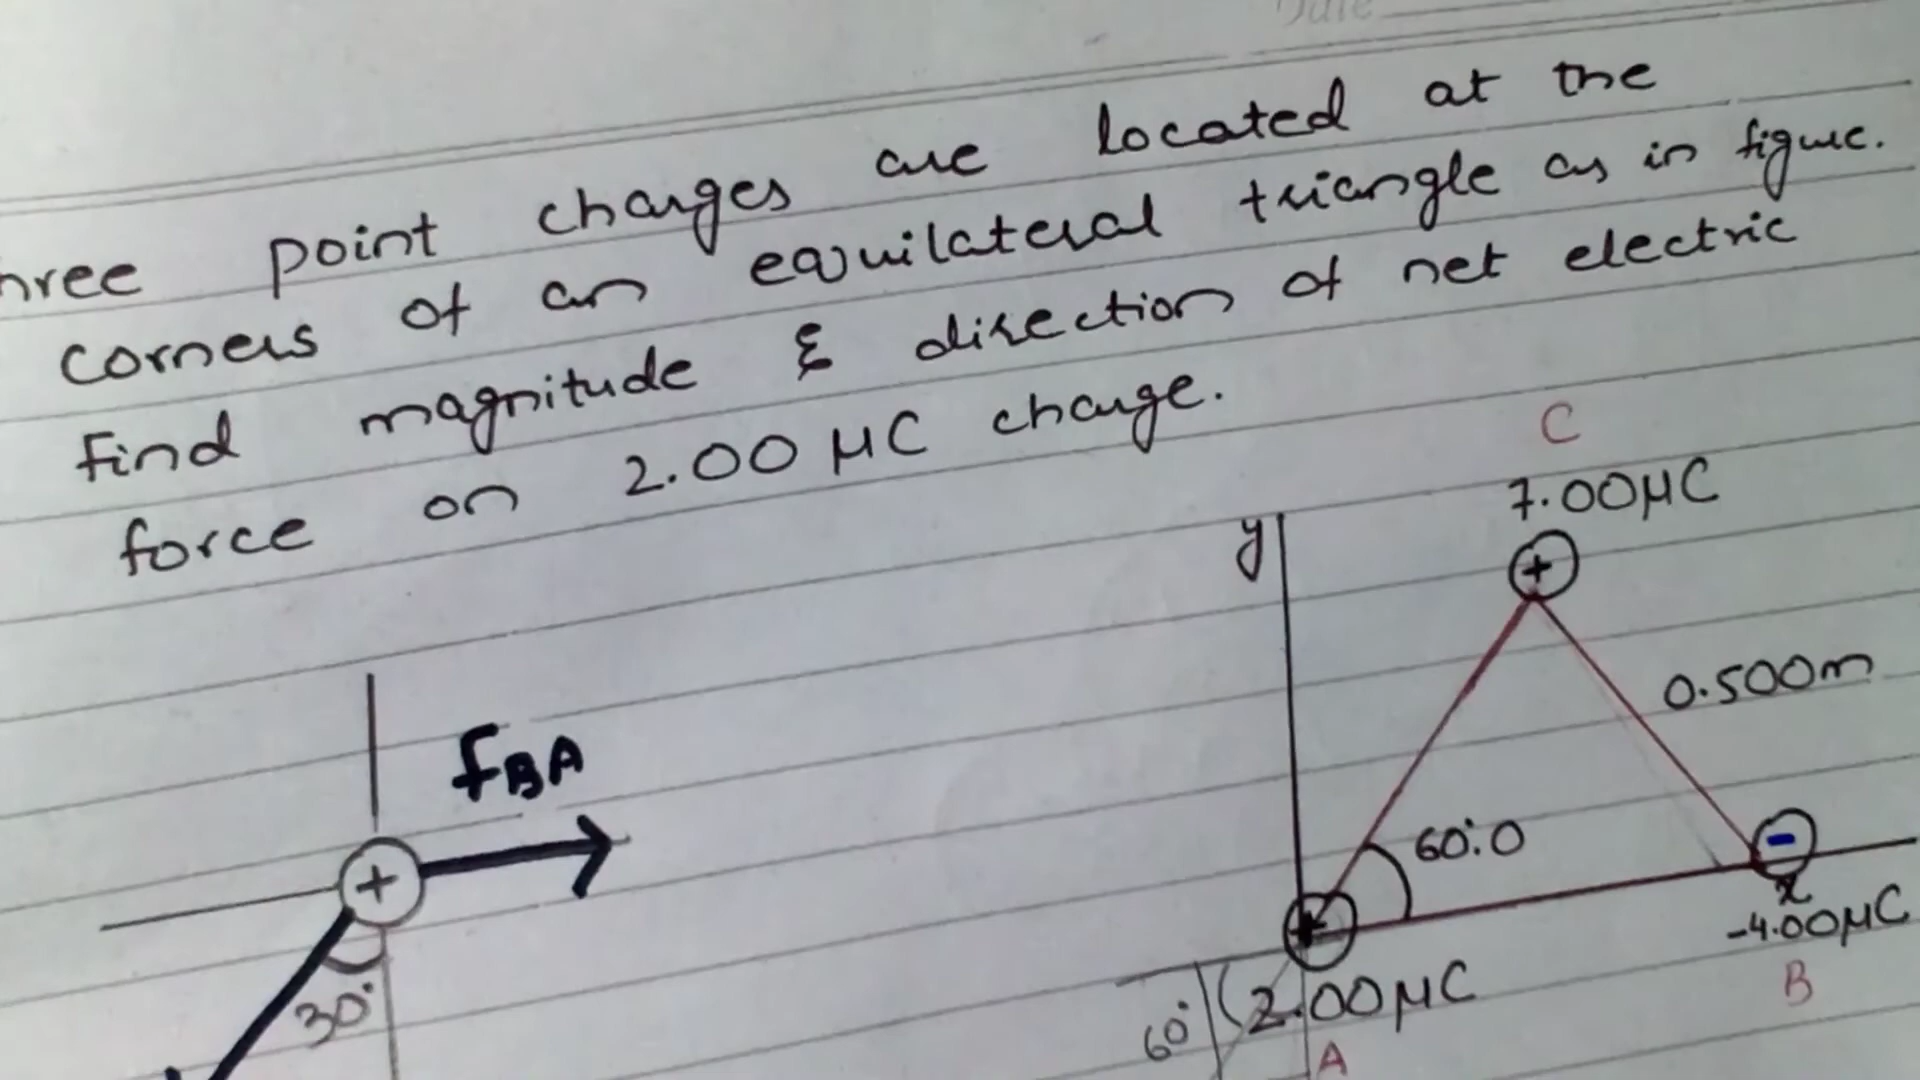 Date
hree point charges are located at the
corners of an equilateral triangle as in figure.
Find magnitude & direction of net electric
force on 2.00 μC charge.
C
7.00μC
y
+
0.500m
FBA
+
60.0
-
x
-4.00μC
B
30°
60°
2.00μC
A